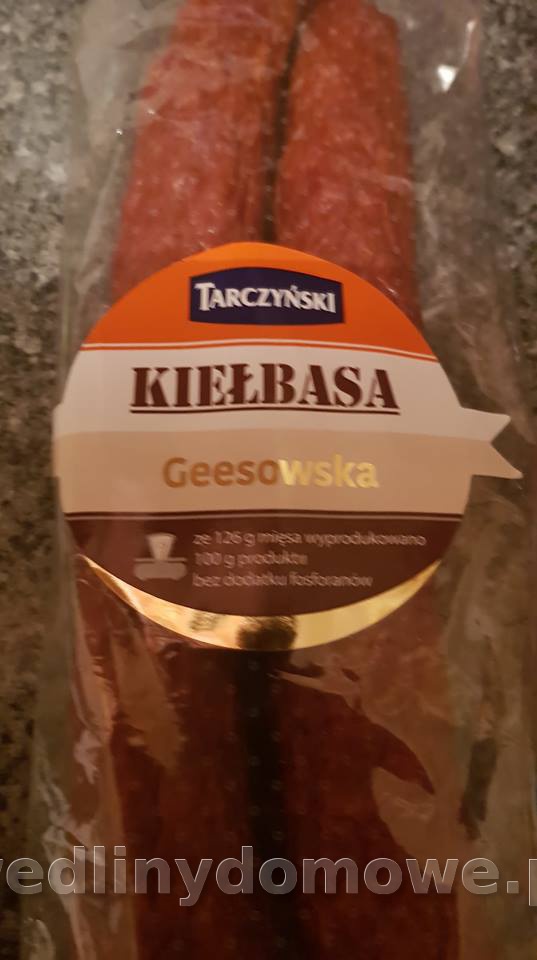 TARCZYŃSKI
KIEŁBASA
Geesowska
ze 126 g mięsa wyprodukowano
100 g produktu
bez dodatku fosforanów
wedlinydomowe.p